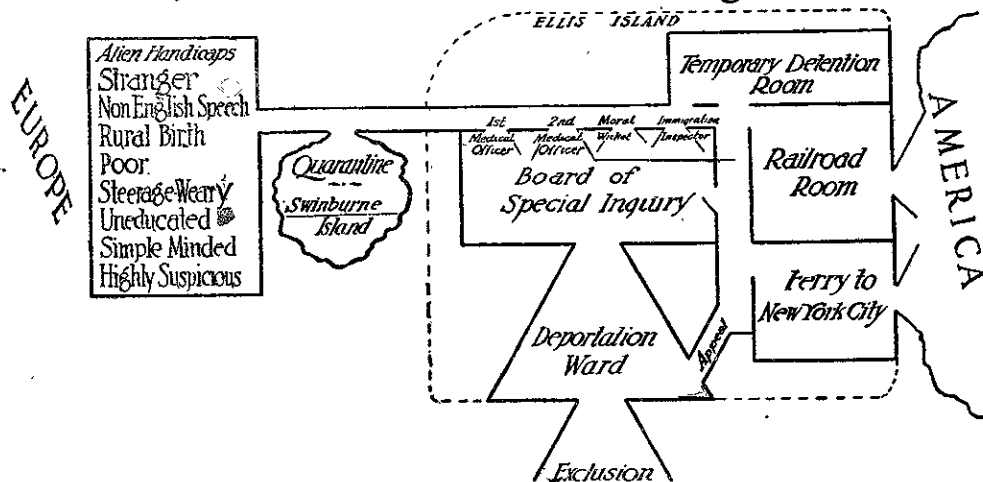 ELLIS ISLAND
EUROPE
Alien Handicaps
Stranger
Non English Speech
Rural Birth
Poor.
Steerage-Weary
Uneducated
Simple Minded
Highly Suspicious
Quarantine
Swinburne
Island
1st
Medical
Officer
2nd
Medical
Officer
Moral
Wicket
Immigration
Inspector
Board of
Special Inquiry
Temporary Detention
Room
Railroad
Room
Ferry to
New York City
Appeal
Deportation
Ward
Exclusion
AMERICA